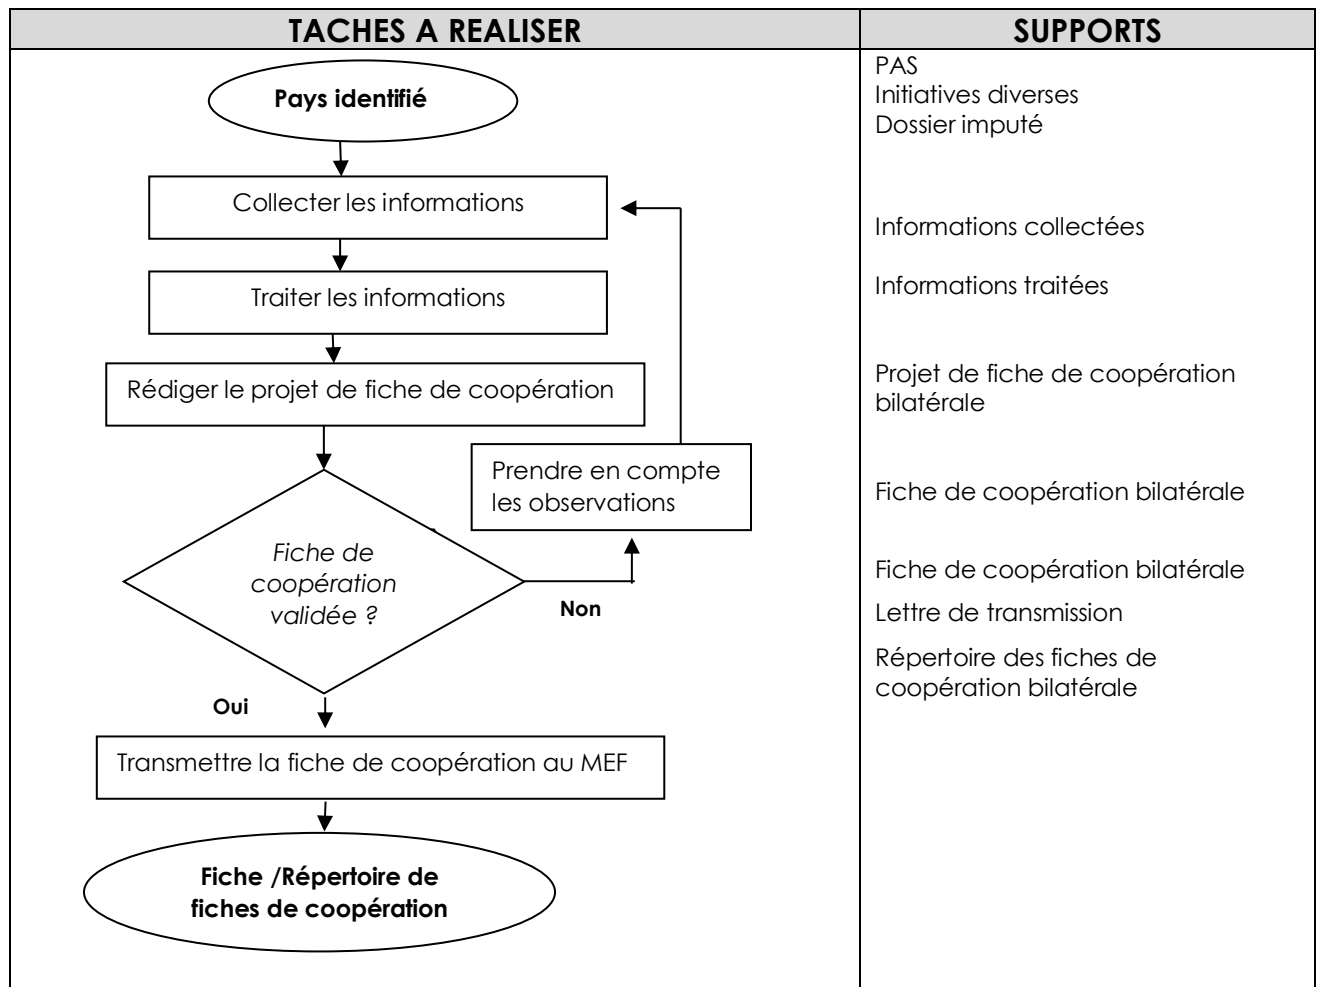 TACHES A REALISER
SUPPORTS
Pays identifié
Collecter les informations
Traiter les informations
Rédiger le projet de fiche de coopération
Prendre en compte
les observations
Fiche de
coopération
validée ?
Non
Oui
Transmettre la fiche de coopération au MEF
Fiche /Répertoire de
fiches de coopération
PAS
Initiatives diverses
Dossier imputé
Informations collectées
Informations traitées
Projet de fiche de coopération
bilatérale
Fiche de coopération bilatérale
Fiche de coopération bilatérale
Lettre de transmission
Répertoire des fiches de
coopération bilatérale